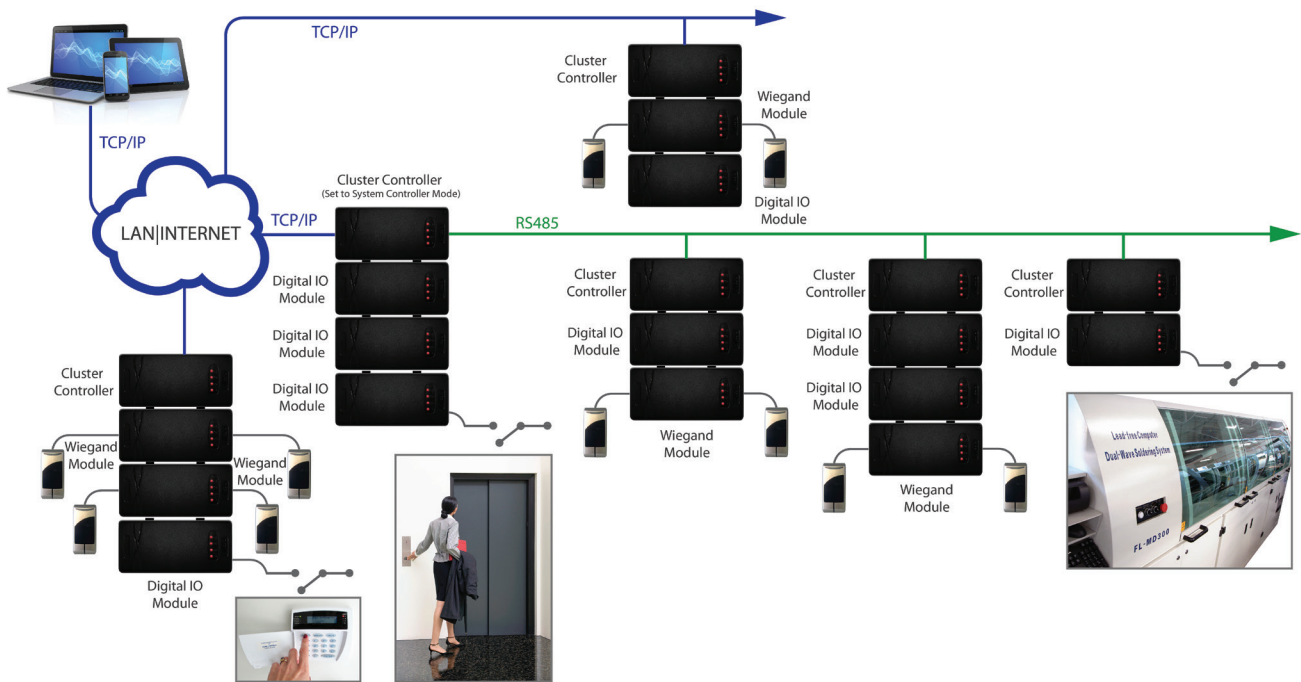 TCP/IP
Cluster
Controller
Wiegand
Module
Digital IO
Module
TCP/IP
LAN|INTERNET
TCP/IP
Cluster Controller
(Set to System Controller Mode)
Digital IO
Module
Digital IO
Module
Digital IO
Module
RS485
Cluster
Controller
Digital IO
Module
Wiegand
Module
Cluster
Controller
Digital IO
Module
Digital IO
Module
Wiegand
Module
Cluster
Controller
Digital IO
Module
Cluster
Controller
Wiegand
Module
Wiegand
Module
Digital IO
Module
Lead-free Computer
Dual-Wave Soldering System
FL-MD300